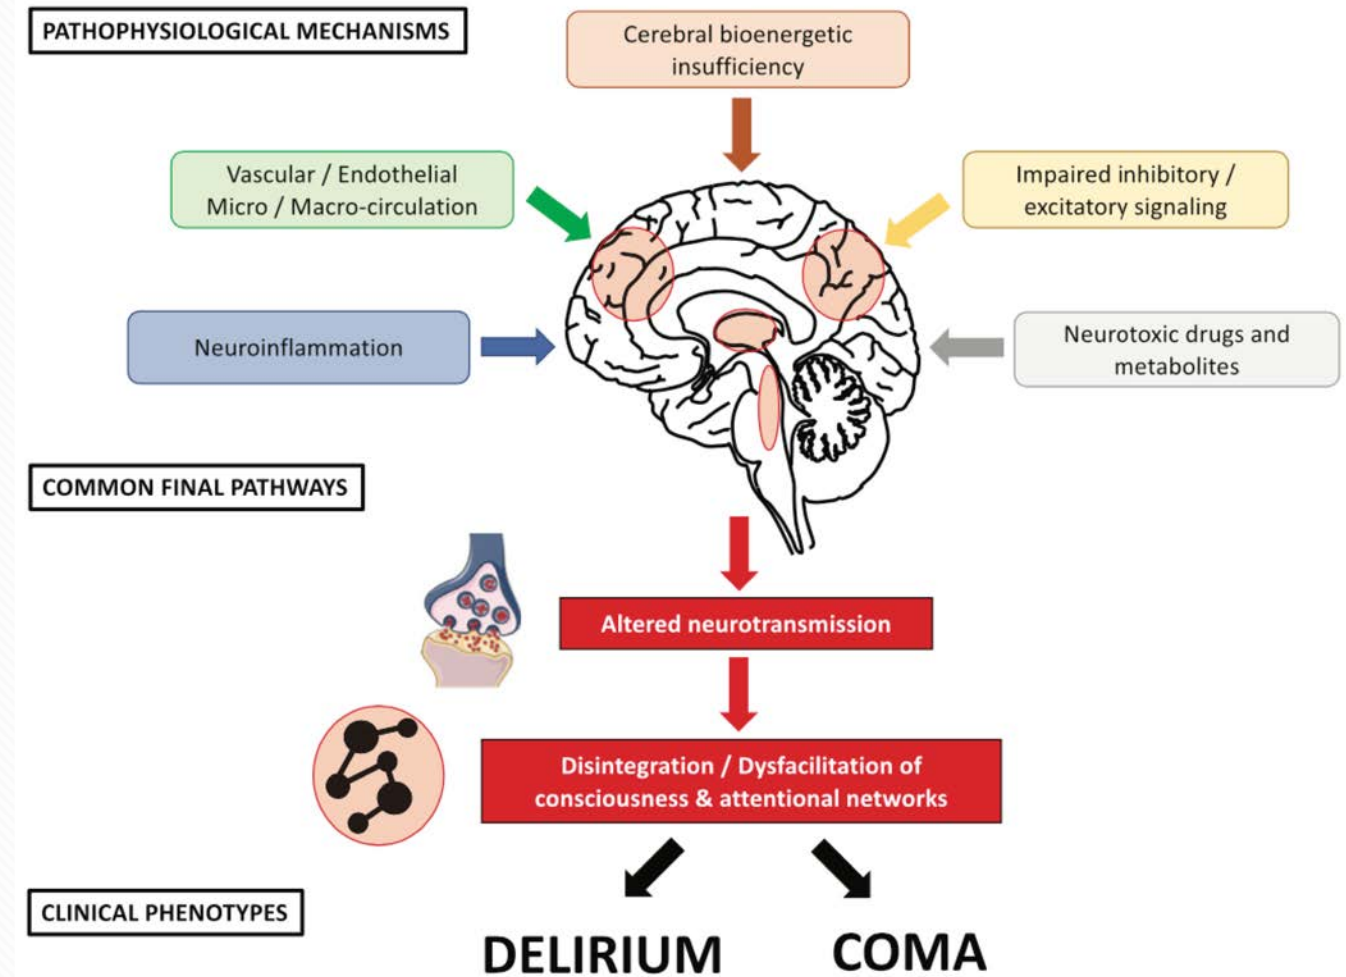 PATHOPHYSIOLOGICAL MECHANISMS
Cerebral bioenergetic
insufficiency
Vascular / Endothelial
Micro / Macro-circulation
Impaired inhibitory /
excitatory signaling
Neuroinflammation
Neurotoxic drugs and
metabolites
COMMON FINAL PATHWAYS
Altered neurotransmission
Disintegration / Dysfacilitation of
consciousness & attentional networks
CLINICAL PHENOTYPES
DELIRIUM
COMA